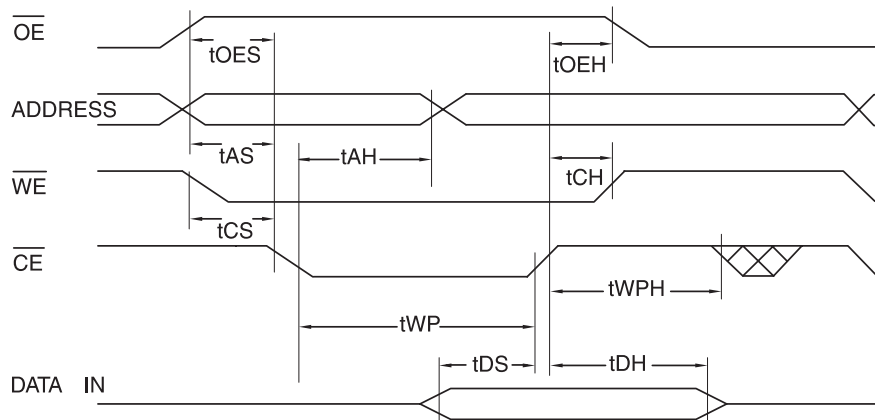 OE
tOES
tOEH
ADDRESS
tAS
tAH
tCH
WE
tCS
CE
tWPH
tWP
tDS
tDH
DATA IN